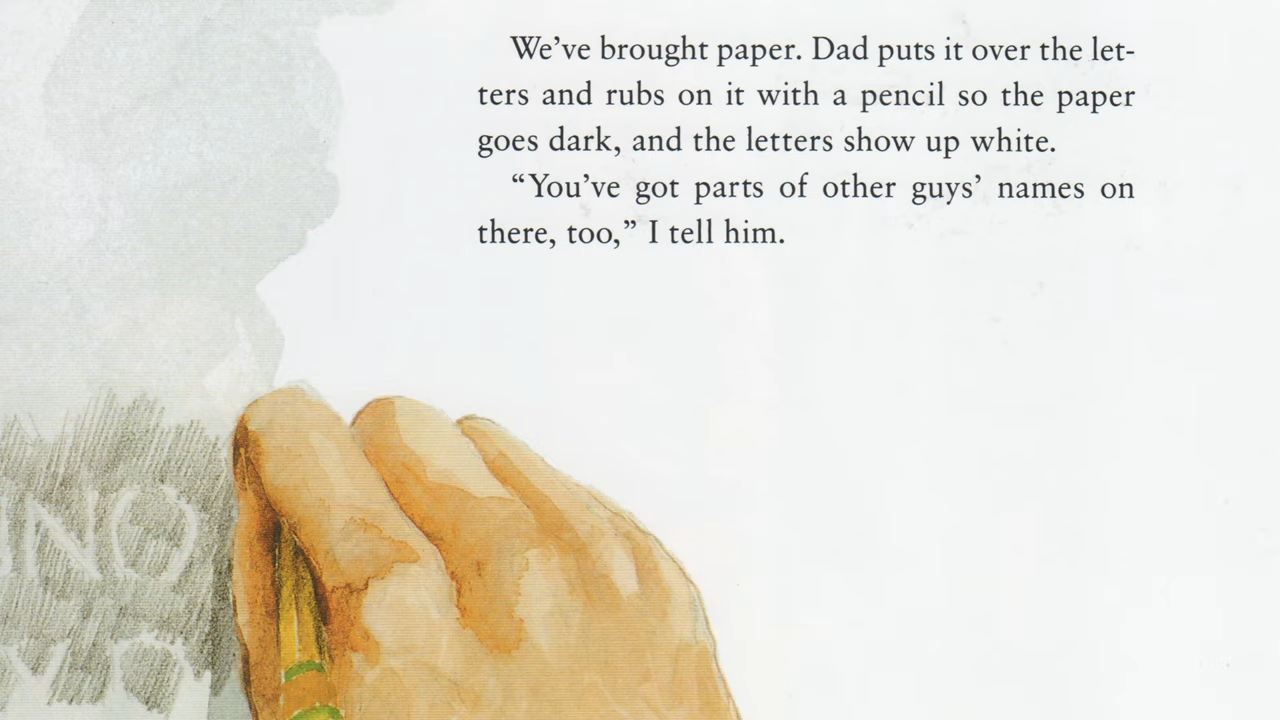 We’ve brought paper. Dad puts it over the let-
ters and rubs on it with a pencil so the paper
goes dark, and the letters show up white.
“You’ve got parts of other guys’ names on
there, too,” I tell him.
NO